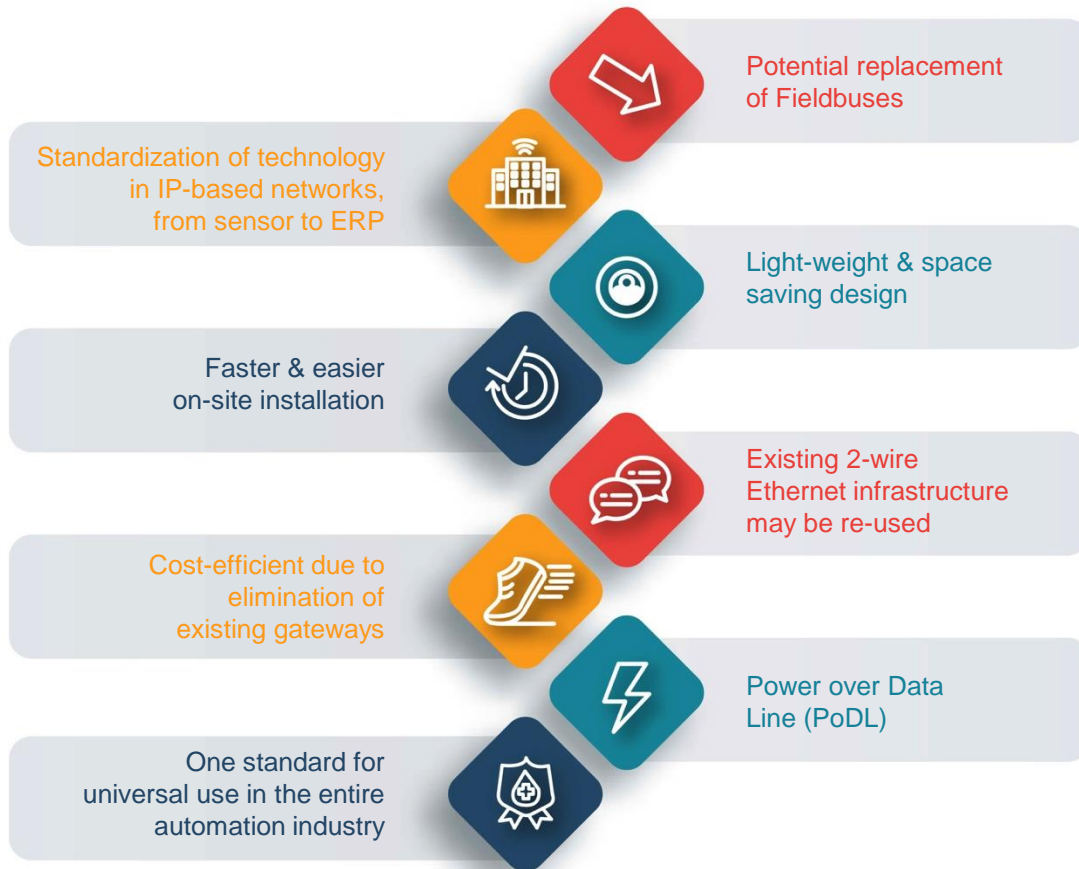 Potential replacement
of Fieldbuses
Standardization of technology
in IP-based networks,
from sensor to ERP
Light-weight & space
saving design
Faster & easier
on-site installation
Existing 2-wire
Ethernet infrastructure
may be re-used
Cost-efficient due to
elimination of
existing gateways
Power over Data
Line (PoDL)
One standard for
universal use in the entire
automation industry